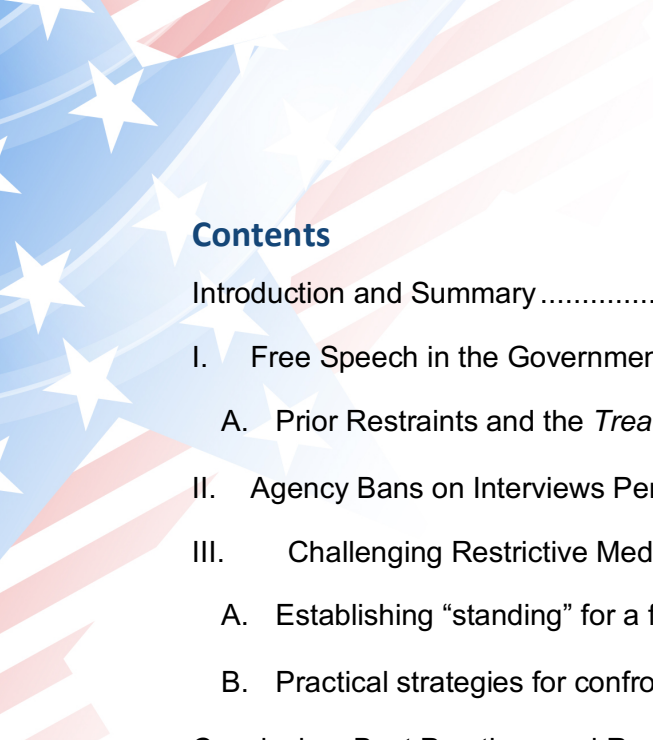 Contents
Introduction and Summary ..............
I. Free Speech in the Governmen
A. Prior Restraints and the Trea
II. Agency Bans on Interviews Per
III. Challenging Restrictive Med
A. Establishing “standing” for a f
B. Practical strategies for confro